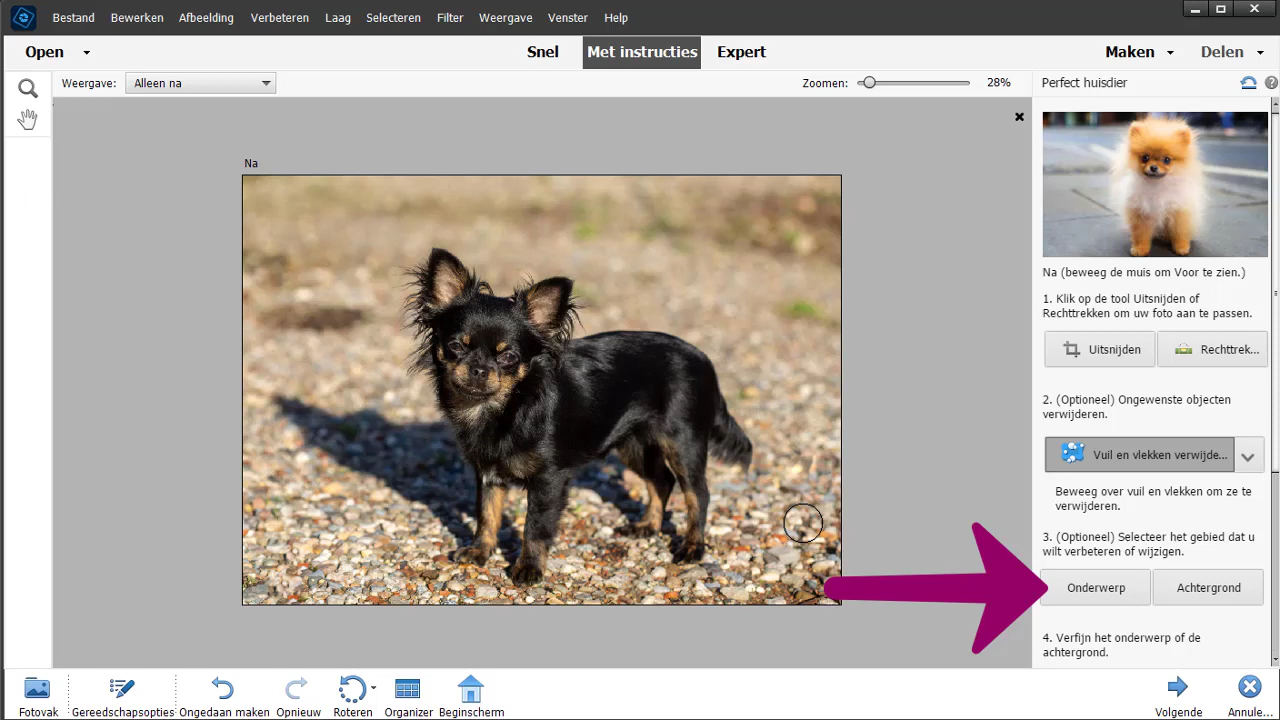 Bestand Bewerken Afbeelding Verbeteren Laag Selecteren Filter Weergave Venster Help
Open Snel Met instructies Expert Maken Delen
Weergave: Alleen na Zoomen: 28% Perfect huisdier
Na
Na (beweeg de muis om Voor te zien.)
1. Klik op de tool Uitsnijden of
Rechttrekken om uw foto aan te passen.
Uitsnijden Rechttrek...
2. (Optioneel) Ongewenste objecten
verwijderen.
Vuil en vlekken verwijde...
Beweeg over vuil en vlekken om ze te
verwijderen.
3. (Optioneel) Selecteer het gebied dat u
wilt verbeteren of wijzigen.
Onderwerp Achtergrond
4. Verfijn het onderwerp of de
achtergrond.
Fotovak Gereedschapsopties Ongedaan maken Opnieuw Roteren Organizer Beginscherm Volgende Annule...